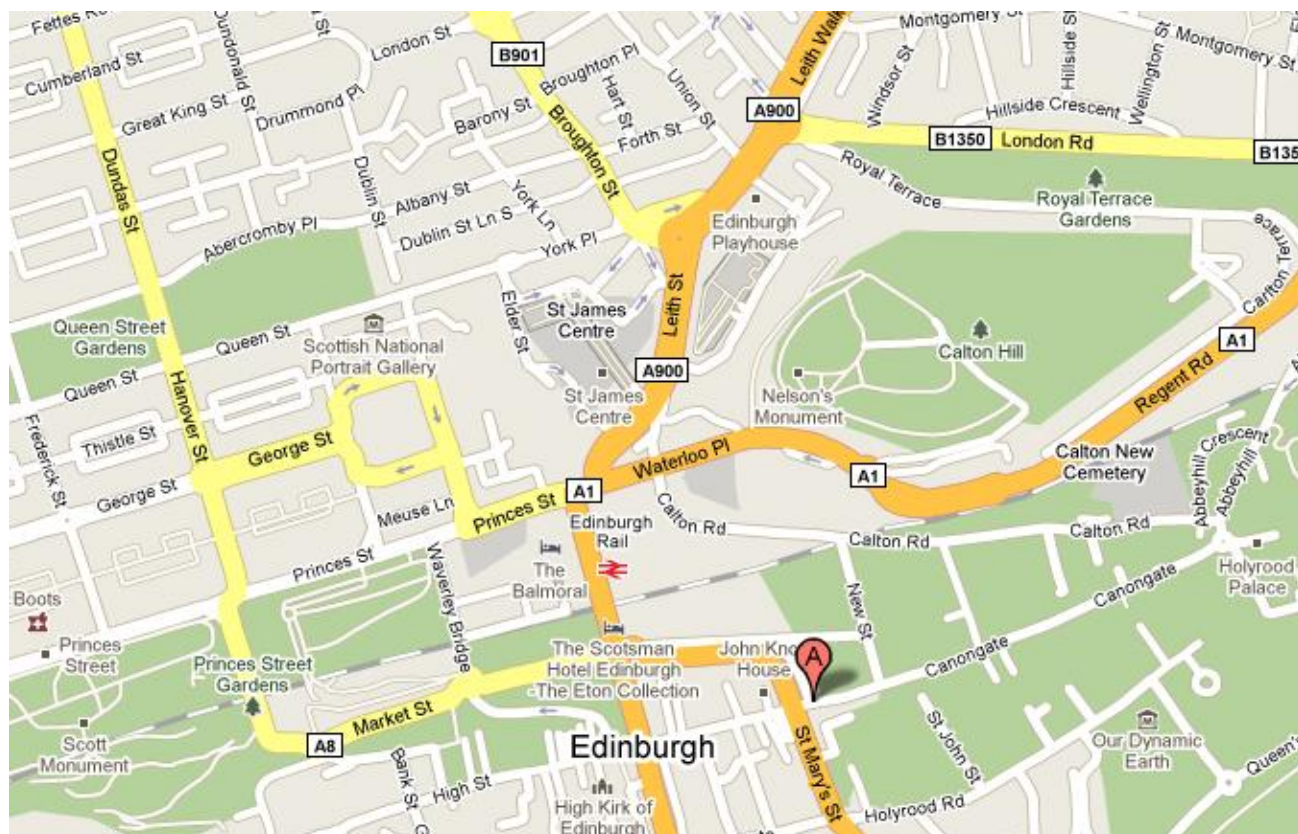 Fettes Ro
Cumberland St
Great King St
Dundonald St
Drummond Pl
London St
B901
Broughton Pl
Barony St
Hart St
Union St
Forth St
Broughton St
Dundas St
Dublin St
Albany St
York Ln
Dublin St Ln S
Abercromby Pl
York Pl
Leith Walk
A900
Montgomery St
Montgomery St
Windsor St
Hillside St
Wellington St
Hillside Crescent
B1350
London Rd
B135
Royal Terrace
Royal Terrace
Gardens
Carlton Terrace
Edinburgh
Playhouse
Queen Street
Gardens
Queen St
Queen St
Scottish National
Portrait Gallery
Elder St
St James
Centre
St James
Centre
Leith St
A900
Nelson's
Monument
Calton Hill
A1
Regent Rd
Hanover St
Frederick St
Thistle St
George St
George St
Meuse Ln
Princes St
Princes St
A1
Waterloo Pl
A1
Calton New
Cemetery
Abbeyhill
Crescent
Abbeyhill
Edinburgh
Rail
Calton Rd
Calton Rd
Calton Rd
The
Balmoral
Waverley Bridge
New St
Canongate
Canongate
Holyrood
Palace
Boots
Princes
Street
Princes Street
Gardens
The Scotsman
Hotel Edinburgh
-The Eton Collection
John Kno
House
A
Market St
A8
Scott
Monument
Bank St
High St
Edinburgh
High Kirk of
Edinburgh
St Mary's St
St John St
Holyrood Rd
Our Dynamic
Earth
Queen's